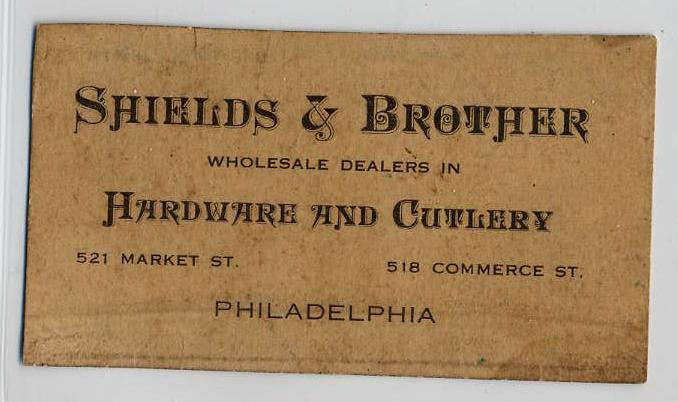 SHIELDS & BROTHER
WHOLESALE DEALERS IN
HARDWARE AND CUTLERY
521 MARKET ST. 518 COMMERCE ST.
PHILADELPHIA